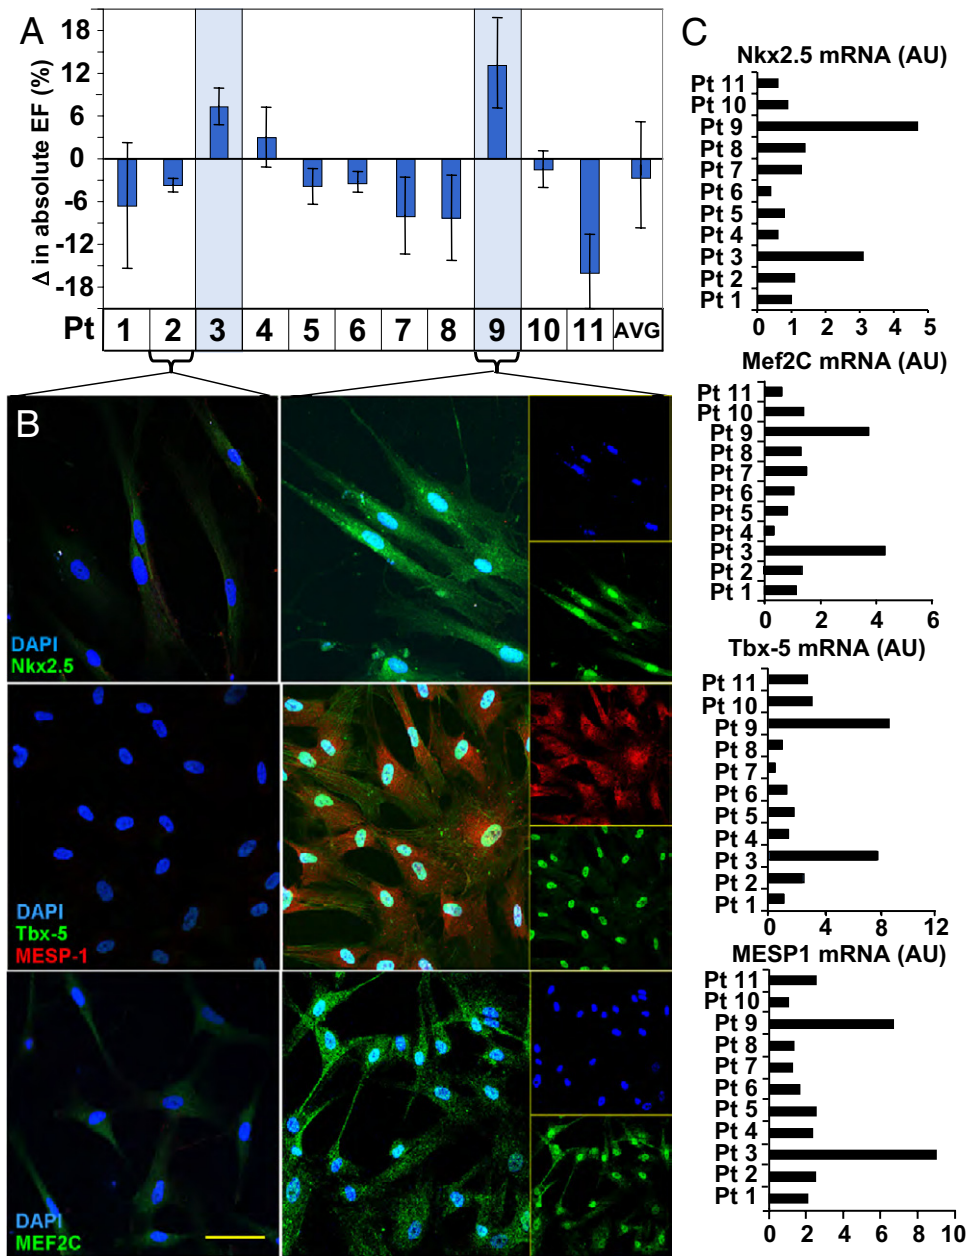 A
Δ in absolute EF (%)
18
12
6
0
-6
-12
-18
Pt 1 2 3 4 5 6 7 8 9 10 11 AVG
B
DAPI
Nkx2.5
DAPI
Tbx-5
MESP-1
DAPI
MEF2C
C
Nkx2.5 mRNA (AU)
Pt 11
Pt 10
Pt 9
Pt 8
Pt 7
Pt 6
Pt 5
Pt 4
Pt 3
Pt 2
Pt 1
0 1 2 3 4 5
Mef2C mRNA (AU)
Pt 11
Pt 10
Pt 9
Pt 8
Pt 7
Pt 6
Pt 5
Pt 4
Pt 3
Pt 2
Pt 1
0 2 4 6
Tbx-5 mRNA (AU)
Pt 11
Pt 10
Pt 9
Pt 8
Pt 7
Pt 6
Pt 5
Pt 4
Pt 3
Pt 2
Pt 1
0 4 8 12
MESP1 mRNA (AU)
Pt 11
Pt 10
Pt 9
Pt 8
Pt 7
Pt 6
Pt 5
Pt 4
Pt 3
Pt 2
Pt 1
0 2 4 6 8 10